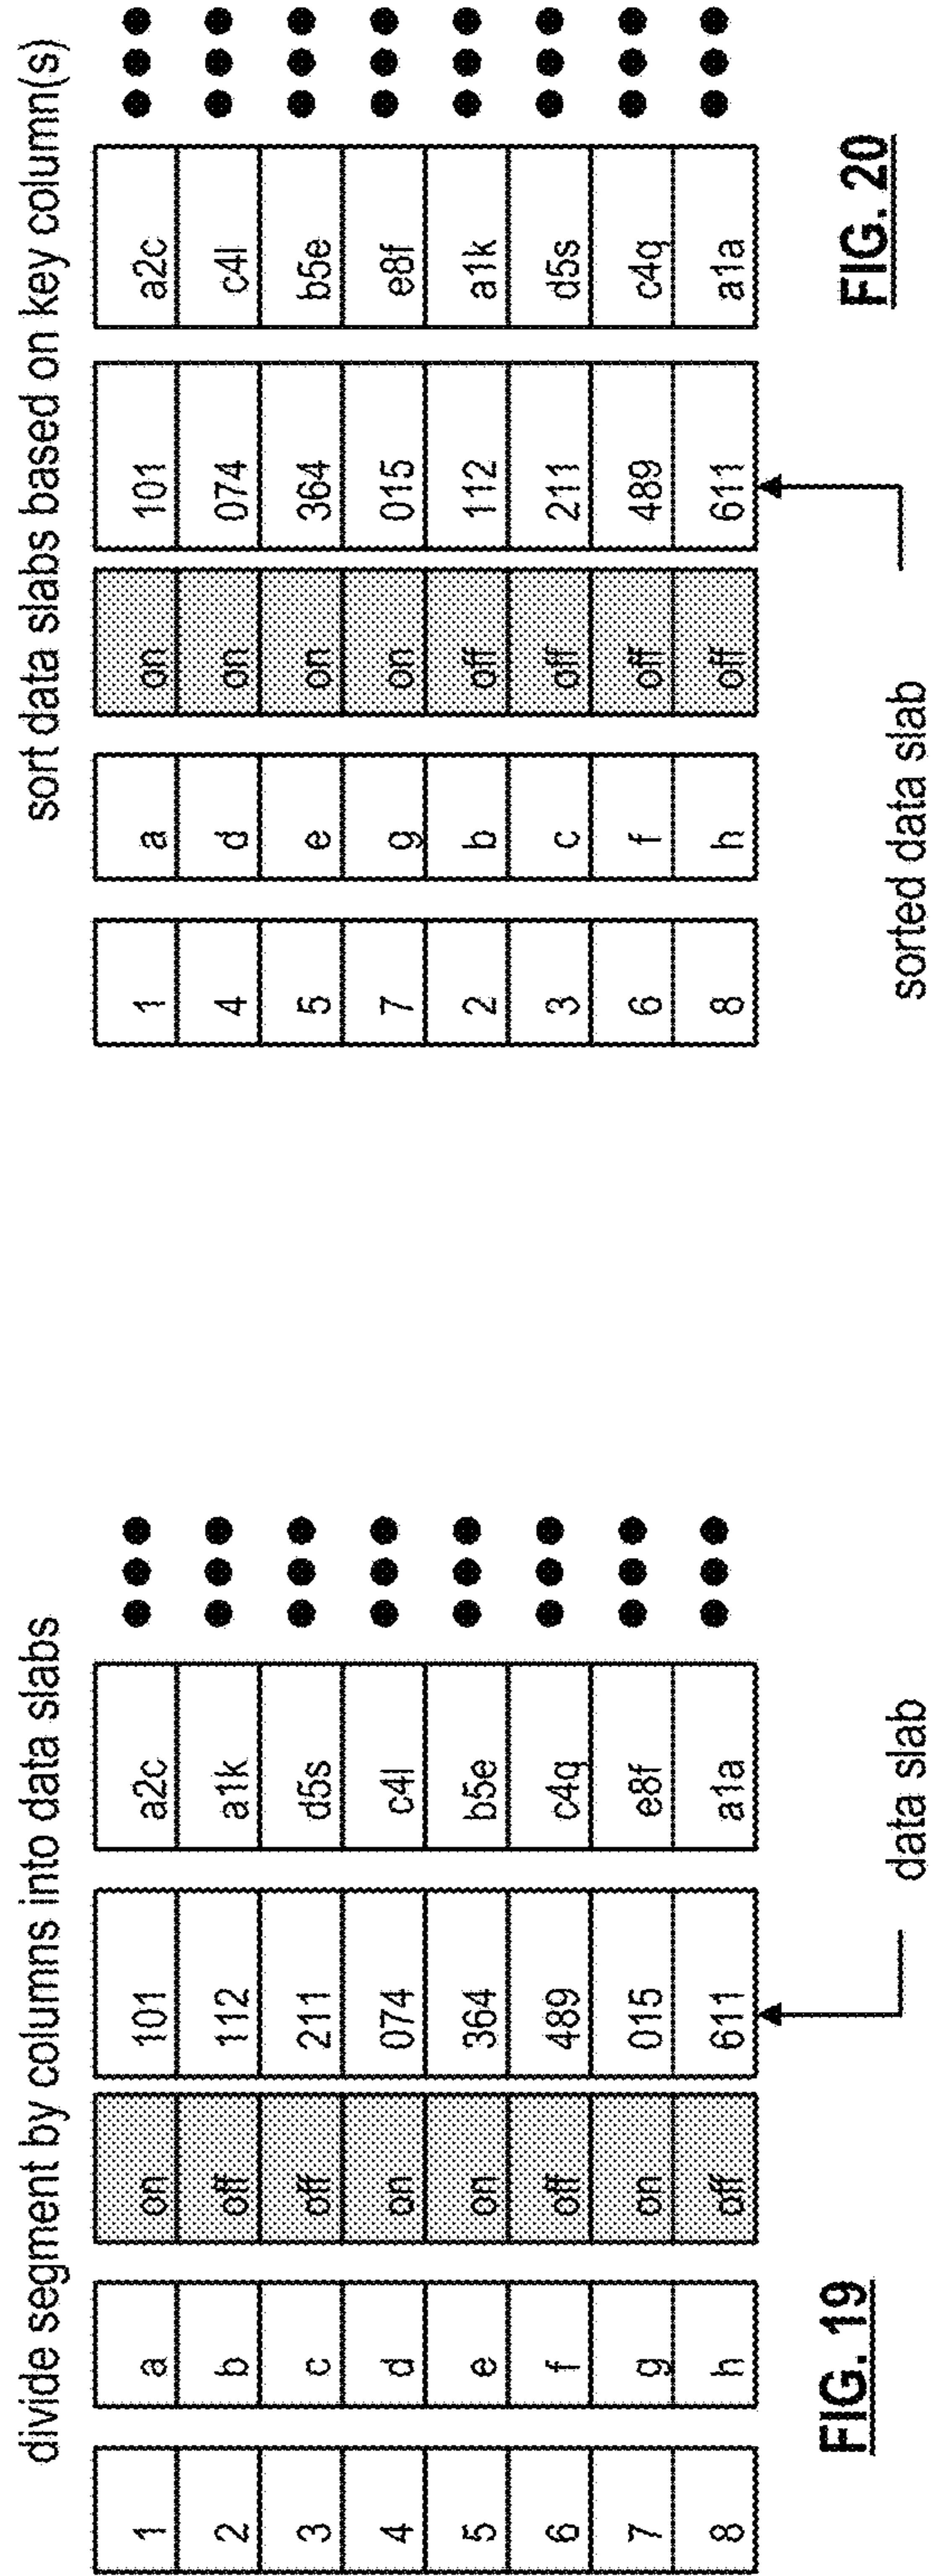 divide segment by columns into data slabs
1 a on 101 a2c
2 b off 112 a1k
3 c off 211 d5s
4 d on 074 c4l
5 e on 364 b5e
6 f off 489 c4q
7 g on 015 e8f
8 h off 611 a1a
data slab
FIG. 19
sort data slabs based on key column(s)
1 a on 101 a2c
4 d on 074 c4l
5 e on 364 b5e
7 g on 015 e8f
2 b off 112 a1k
3 c off 211 d5s
6 f off 489 c4q
8 h off 611 a1a
sorted data slab
FIG. 20